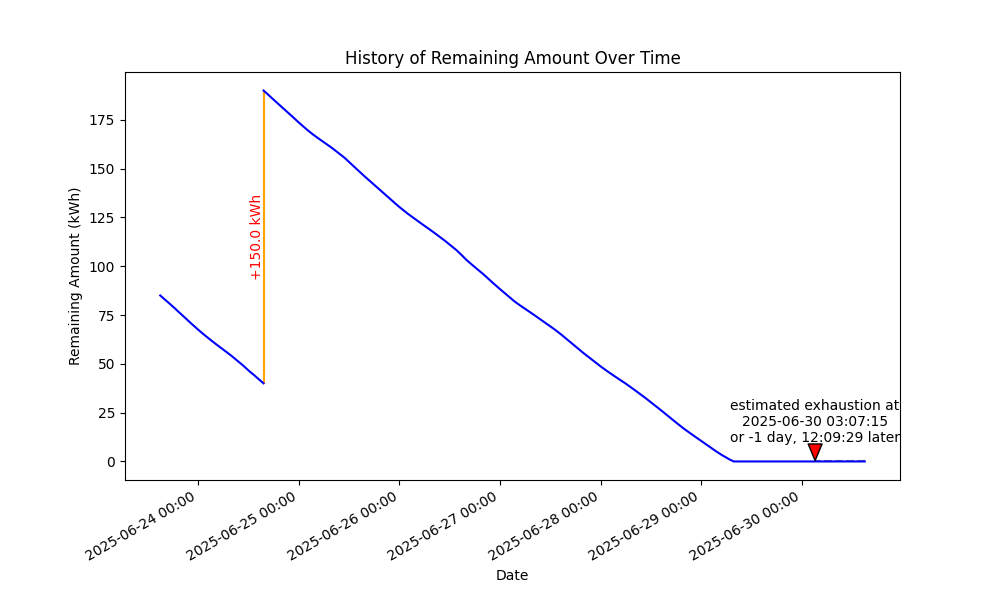 History of Remaining Amount Over Time
Remaining Amount (kWh)
175
150
125
100
75
50
25
0
+150.0 kWh
estimated exhaustion at
2025-06-30 03:07:15
or -1 day, 12:09:29 later
2025-06-24 00:00
2025-06-25 00:00
2025-06-26 00:00
2025-06-27 00:00
2025-06-28 00:00
2025-06-29 00:00
2025-06-30 00:00
Date